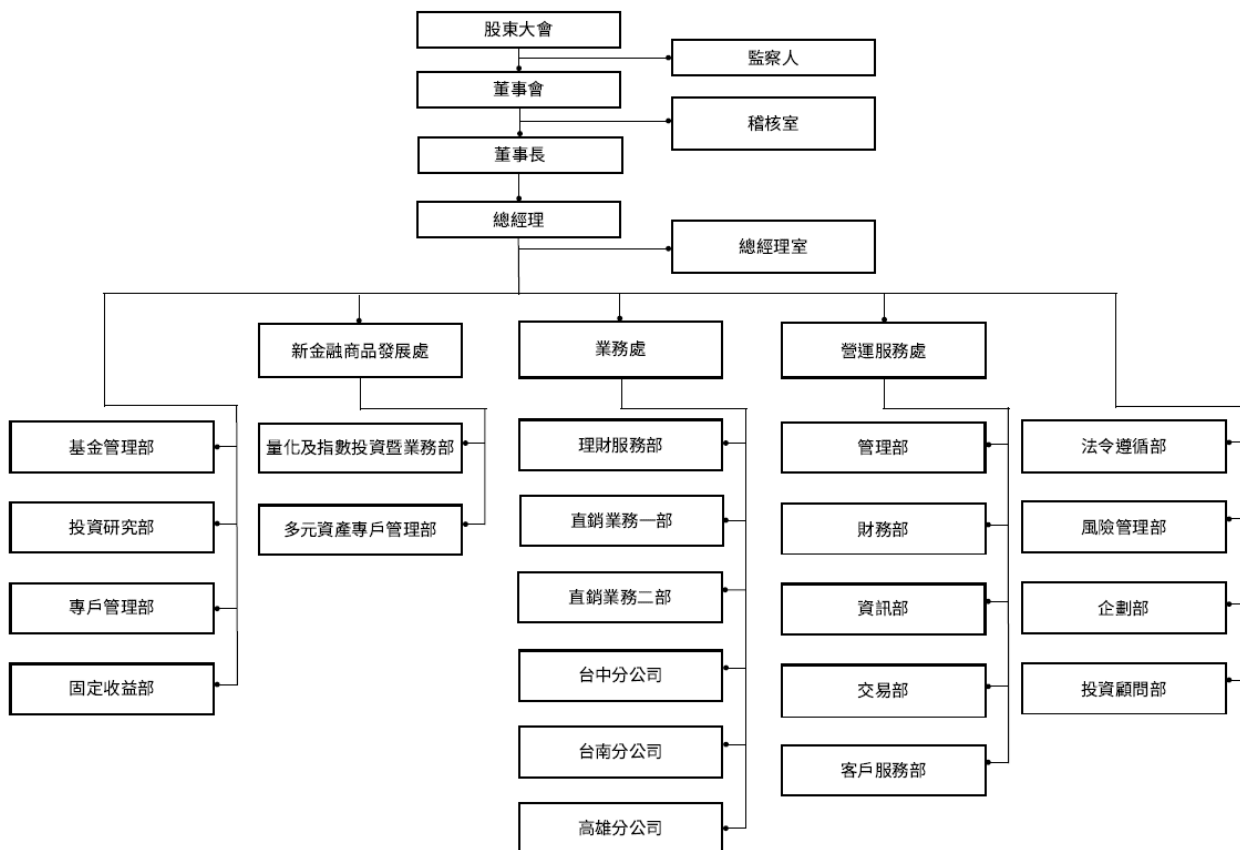 股東大會
監察人
董事會
稽核室
董事長
總經理
總經理室
新金融商品發展處
業務處
營運服務處
基金管理部
投資研究部
專戶管理部
固定收益部
量化及指數投資暨業務部
多元資產專戶管理部
理財服務部
直銷業務一部
直銷業務二部
台中分公司
台南分公司
高雄分公司
管理部
財務部
資訊部
交易部
客戶服務部
法令遵循部
風險管理部
企劃部
投資顧問部